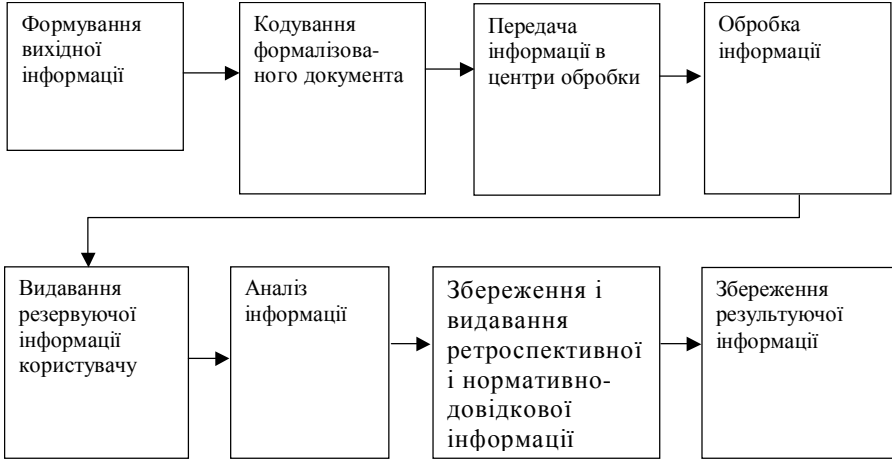 Формування
вихідної
інформації
Кодування
формалізова-
ного документа
Передача
інформації в
центри обробки
Обробка
інформації
Видавання
резервуючої
інформації
користувачу
Аналіз
інформації
Збереження і
видавання
ретроспективної
і нормативно-
довідкової
інформації
Збереження
результуючої
інформації